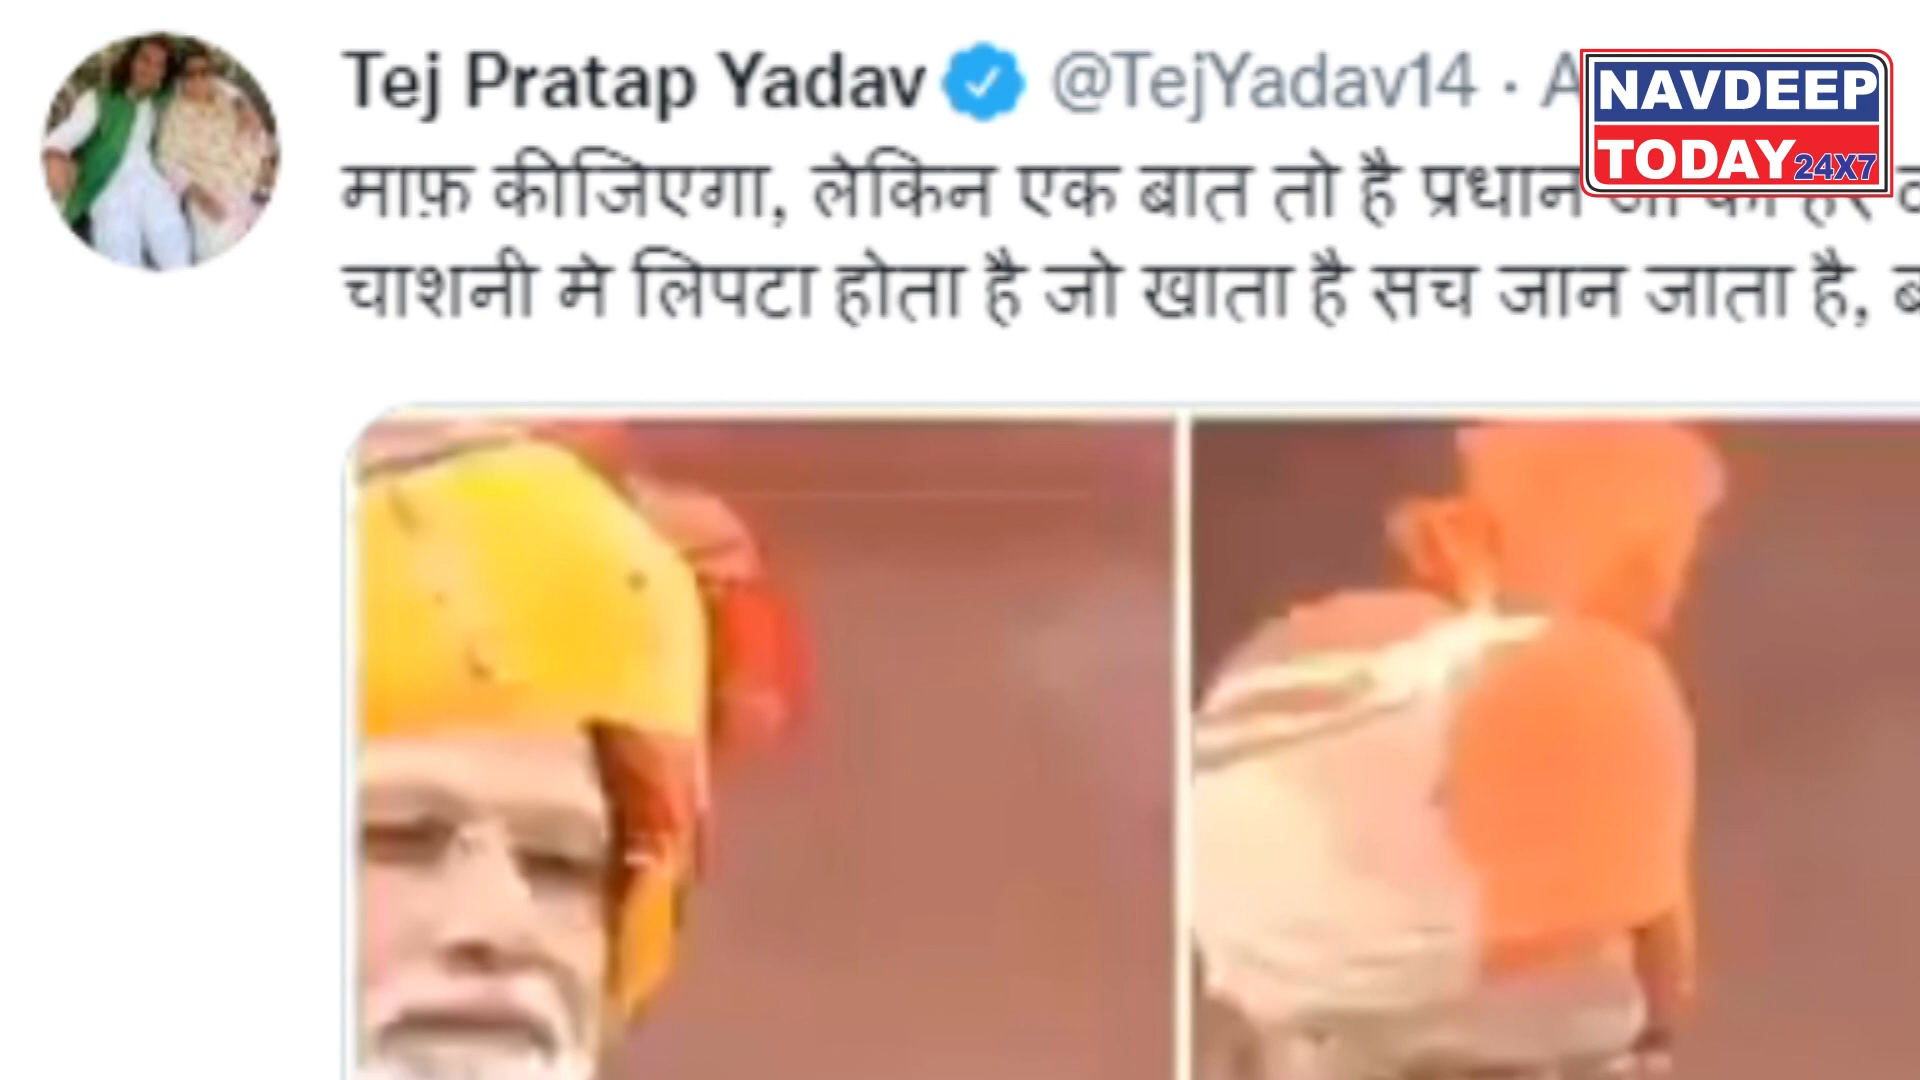 Tej Pratap Yadav @TejYadav14 · A
NAVDEEP
TODAY 24X7
माफ़ कीजिएगा, लेकिन एक बात तो है प्रधान
चाशनी मे लिपटा होता है जो खाता है सच जान जाता है,